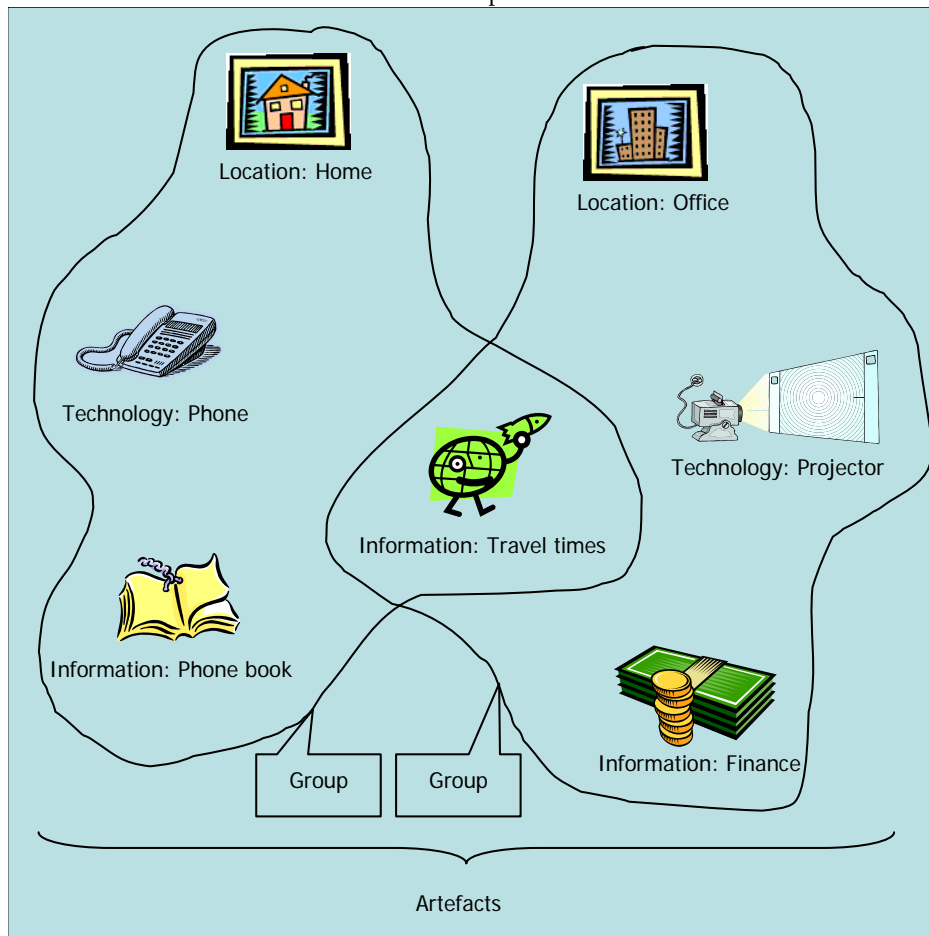 Location: Home
Location: Office
Technology: Phone
Technology: Projector
Information: Travel times
Information: Phone book
Information: Finance
Group
Group
Artefacts